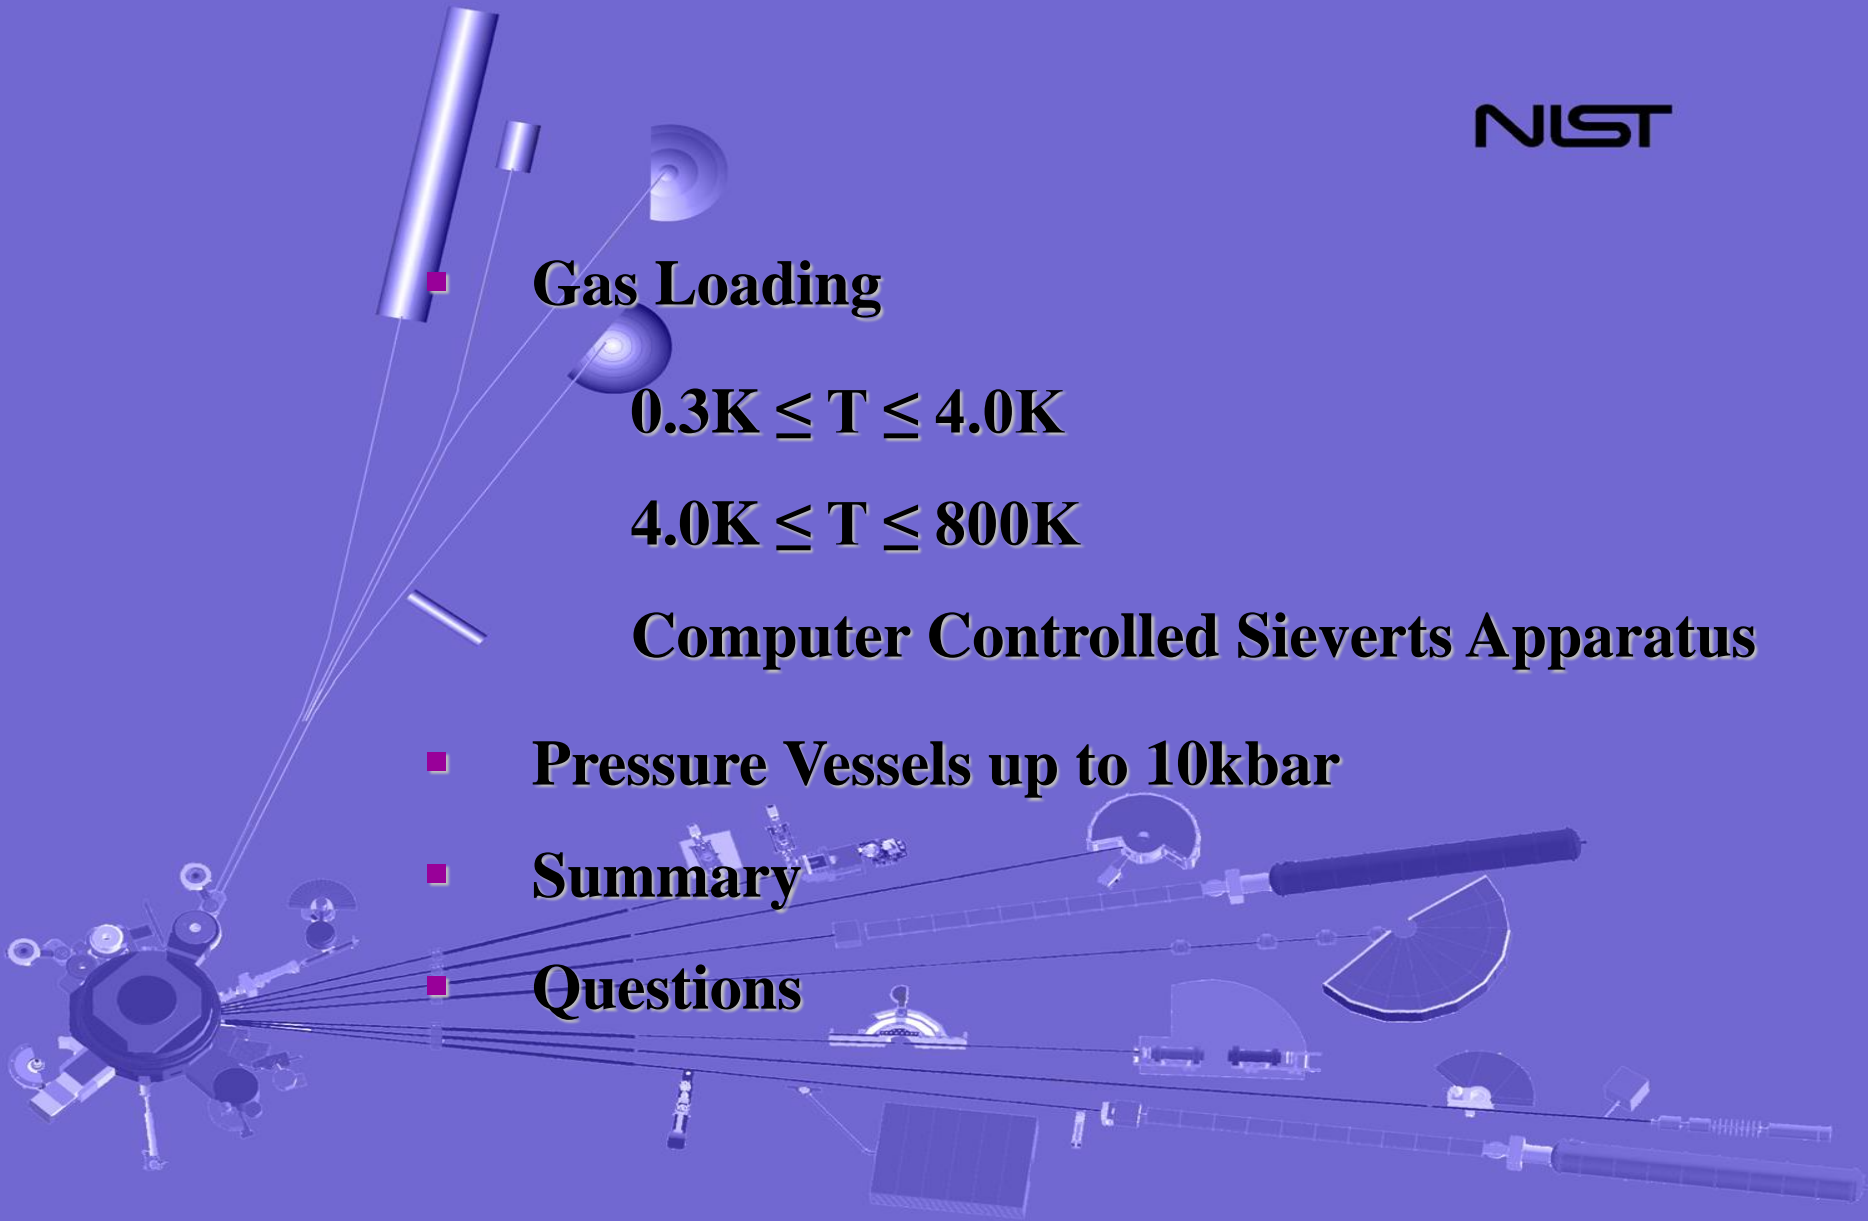 NIST
Gas Loading
0.3K ≤ T ≤ 4.0K
4.0K ≤ T ≤ 800K
Computer Controlled Sieverts Apparatus
Pressure Vessels up to 10kbar
Summary
Questions